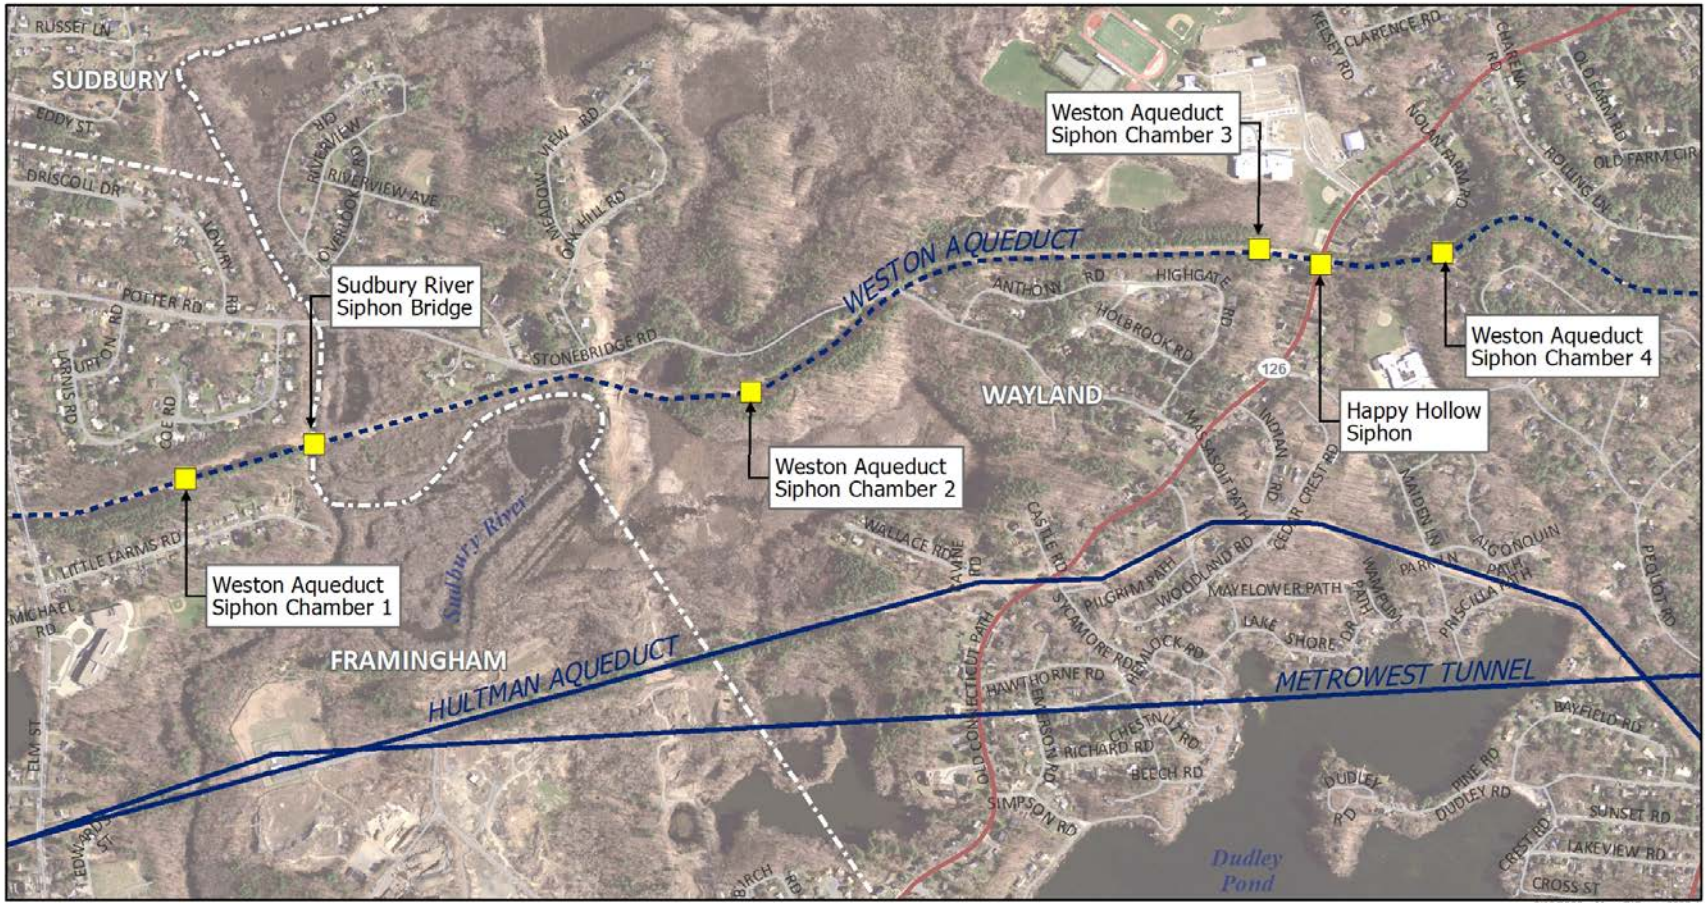 RUSSET LN
SUDBURY
EDDY ST
DRISCOLL DR
LOWRY RD
RIVERVIEW CIR
RIVERVIEW AVE
OVERLOOK RD
MEADOW VIEW RD
OAK HILL RD
KELSEY RD
CLARENCE RD
CHARENA RD
OLD FARM RD
OLD FARM CIR
ROLLING LN
NOLAN FARM RD
Weston Aqueduct
Siphon Chamber 3
WESTON AQUEDUCT
Sudbury River
Siphon Bridge
POTTER RD
UPTON RD
LARNIS RD
COE RD
STONEBRIDGE RD
ANTHONY RD
HIGHGATE RD
HOLBROOK RD
126
WAYLAND
Weston Aqueduct
Siphon Chamber 4
Happy Hollow
Siphon
Weston Aqueduct
Siphon Chamber 2
MASSASOIT PATH
INDIAN RD
CEDAR CREST RD
MAIDEN LN
ALGONQUIN PATH
PARK LN
PRISCILLA PATH
PEQUOT RD
WALLACE RD
CASTLE RD
Sudbury River
LITTLE FARMS RD
Weston Aqueduct
Siphon Chamber 1
MICHAEL RD
PILGRIM PATH
WOODLAND RD
MAYFLOWER PATH
WAMPUM PATH
SYCAMORE RD
HEMLOCK RD
LAKE SHORE DR
FRAMINGHAM
HULTMAN AQUEDUCT
METROWEST TUNNEL
OLD CONNECTICUT PATH
HAWTHORNE RD
EMERSON RD
CHESTNUT RD
RICHARD RD
BEECH RD
SIMPSON RD
ELM ST
EDWARDS ST
BAYFIELD RD
PINE RD
DUDLEY RD
DUDLEY RD
SUNSET RD
CREST RD
LAKEVIEW RD
CROSS ST
BIRCH RD
Dudley
Pond